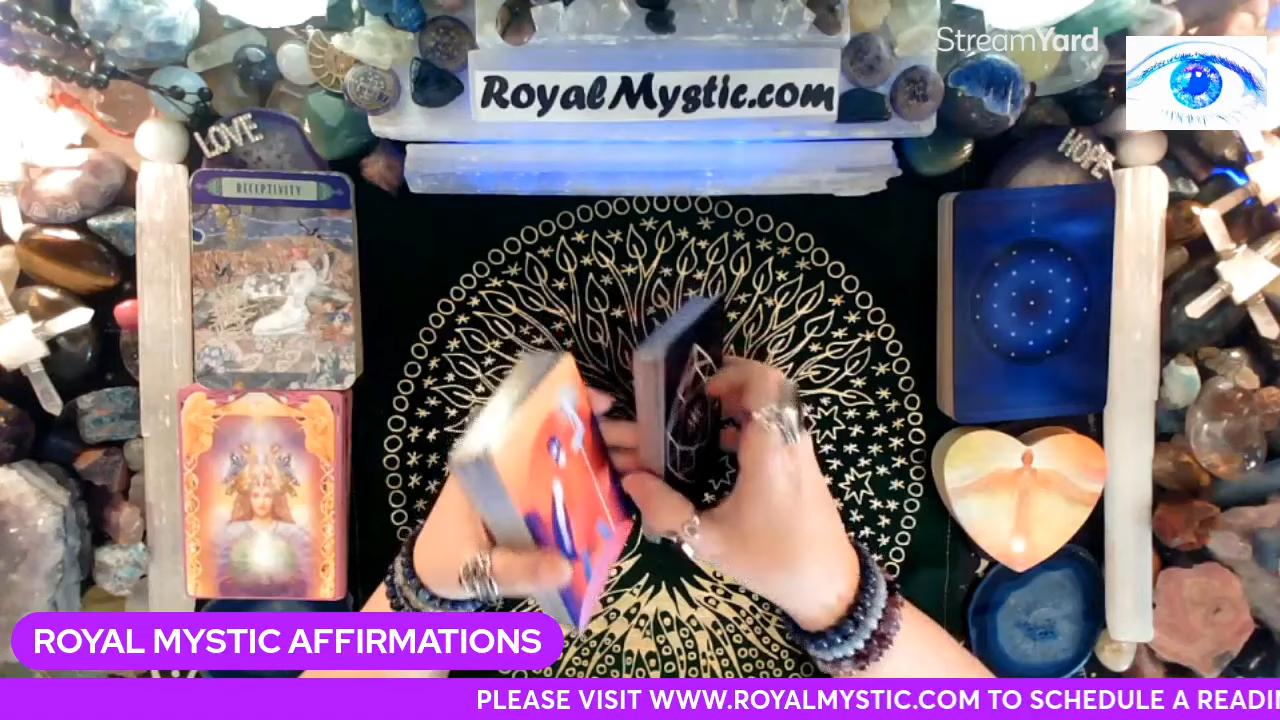 StreamYard
RoyalMystic.com
LOVE
HOPE
RECEPTIVITY
ROYAL MYSTIC AFFIRMATIONS
PLEASE VISIT WWW.ROYALMYSTIC.COM TO SCHEDULE A READI